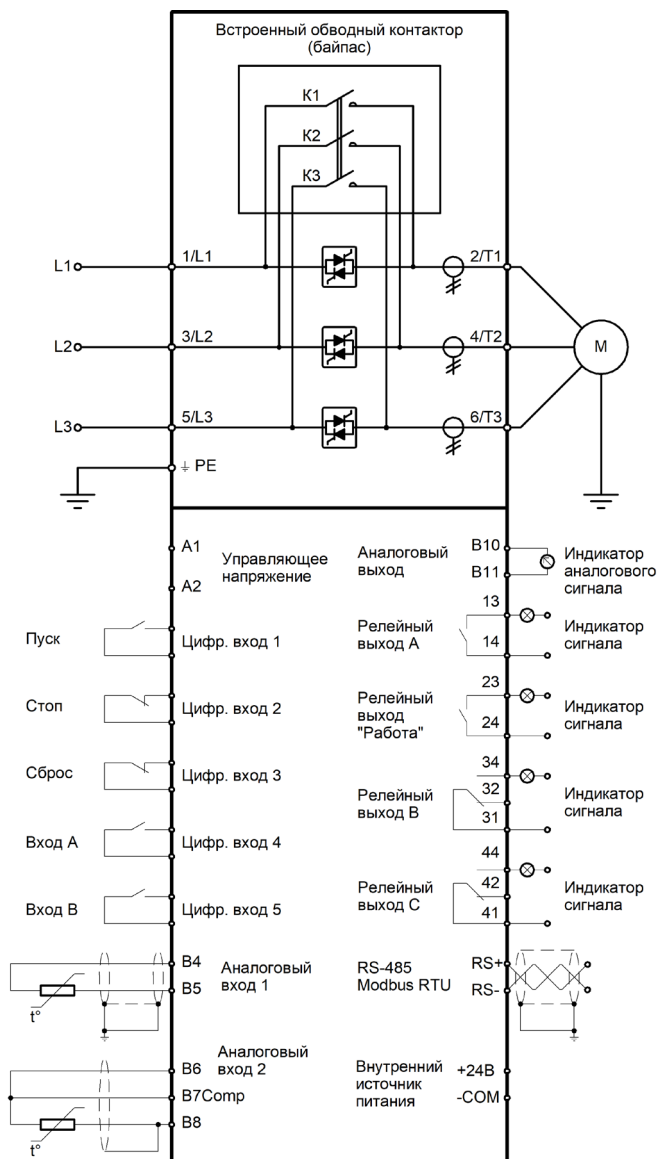 Встроенный обводный контактор
(байпас)
К1
К2
К3
L1
1/L1
2/T1
L2
3/L2
4/T2
M
L3
5/L3
6/T3
PE
A1
A2
Управляющее
напряжение
Аналоговый
выход
B10
B11
Индикатор
аналогового
сигнала
Пуск
Цифр. вход 1
Релейный
выход А
13
14
Индикатор
сигнала
Стоп
Цифр. вход 2
Релейный
выход
"Работа"
23
24
Индикатор
сигнала
Сброс
Цифр. вход 3
Релейный
выход В
34
32
31
Индикатор
сигнала
Вход А
Цифр. вход 4
Вход В
Цифр. вход 5
Релейный
выход С
44
42
41
Индикатор
сигнала
B4
B5
Аналоговый
вход 1
t°
RS-485
Modbus RTU
RS+
RS-
Аналоговый
вход 2
B6
B7Comp
B8
t°
Внутренний
источник
питания
+24В
-COM